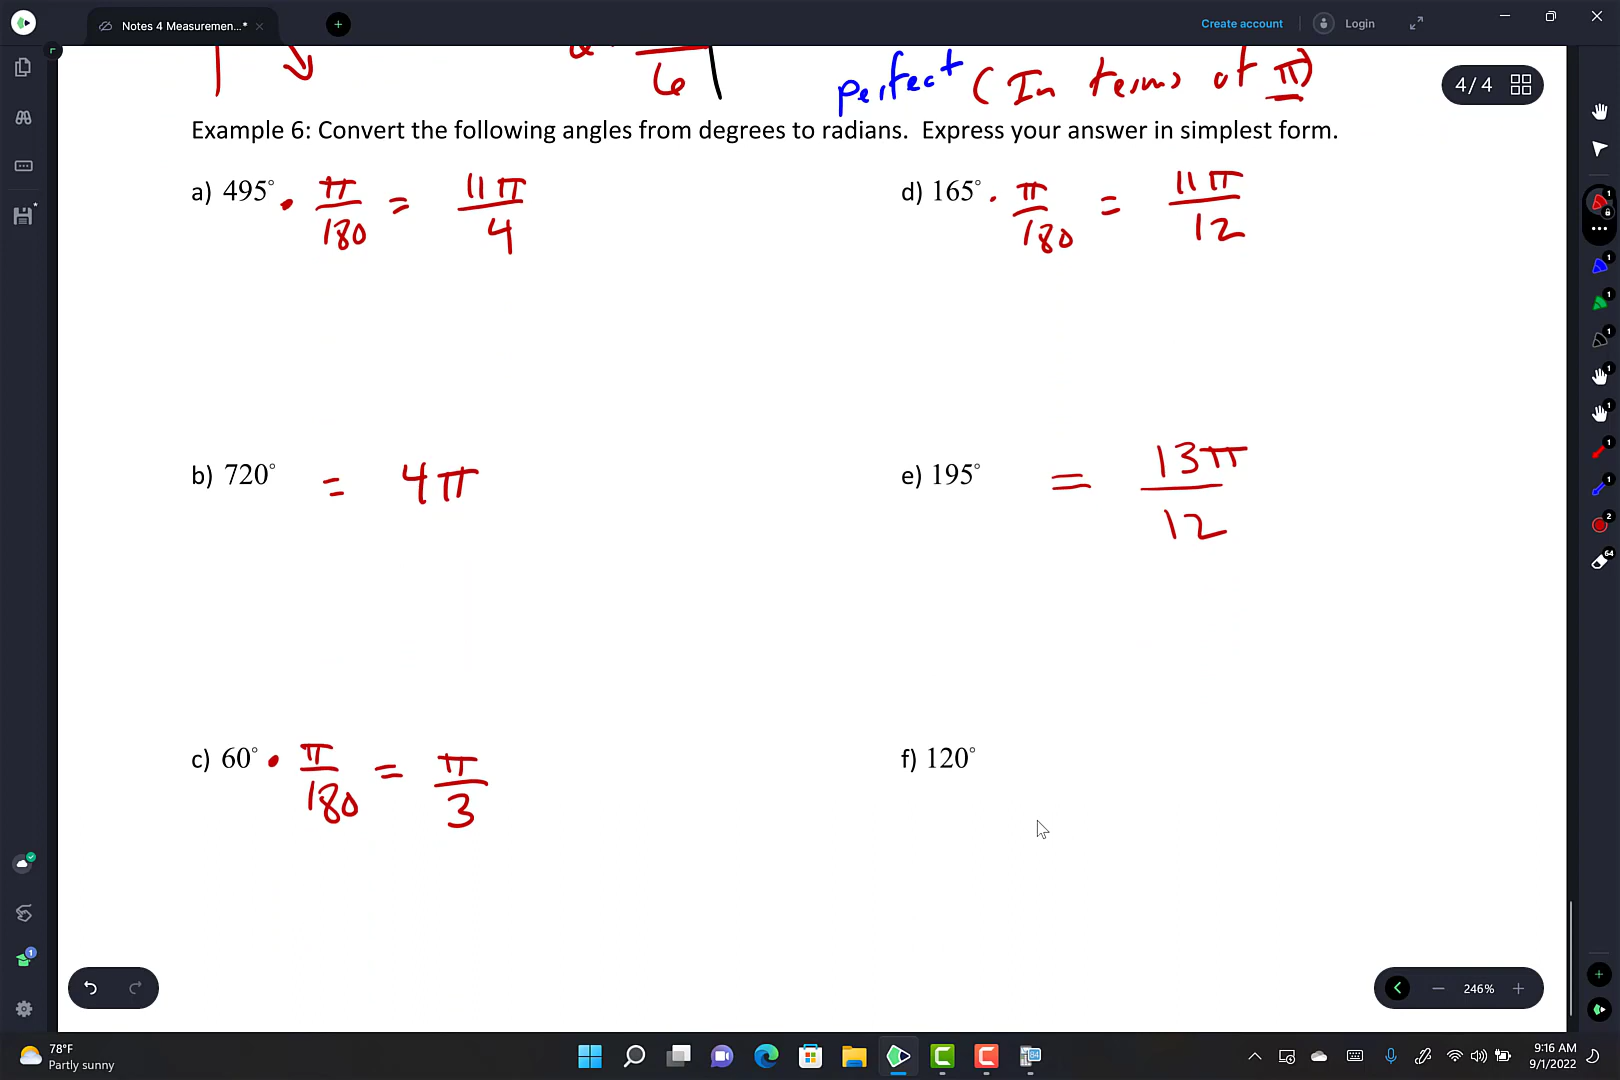 Notes 4 Measuremen...*
Create account
Login
6
perfect (In terms of π)
4/4
Example 6: Convert the following angles from degrees to radians. Express your answer in simplest form.
a) 495° • π/180 = 11π/4
d) 165° • π/180 = 11π/12
b) 720° = 4π
e) 195° = 13π/12
c) 60° • π/180 = π/3
f) 120°
246%
78°F
Partly sunny
9:16 AM
9/1/2022